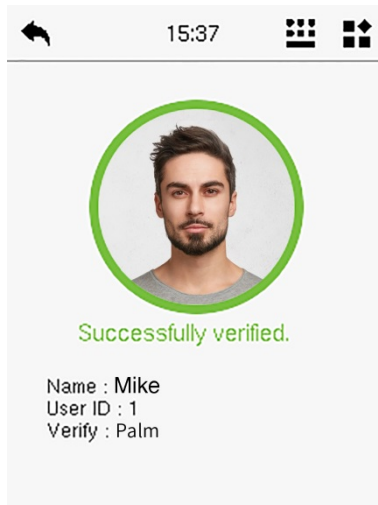 15:37
Successfully verified.
Name : Mike
User ID : 1
Verify : Palm